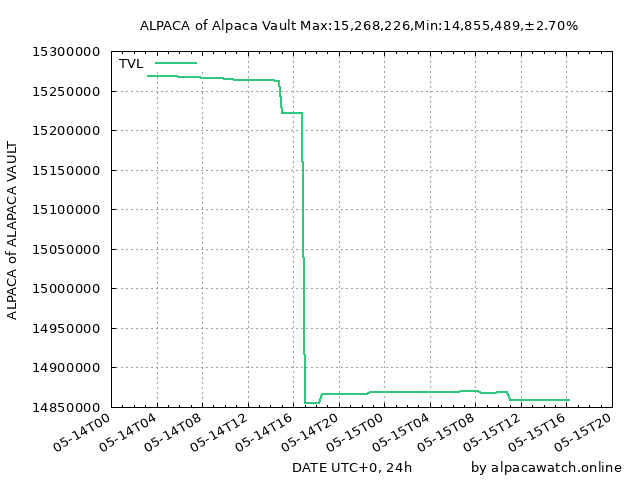 ALPACA of Alpaca Vault Max:15,268,226,Min:14,855,489,±2.70%
TVL
ALPACA of ALAPACA VAULT
15300000
15250000
15200000
15150000
15100000
15050000
15000000
14950000
14900000
14850000
05-14T00
05-14T04
05-14T08
05-14T12
05-14T16
05-14T20
05-15T00
05-15T04
05-15T08
05-15T12
05-15T16
05-15T20
DATE UTC+0, 24h
by alpacawatch.online